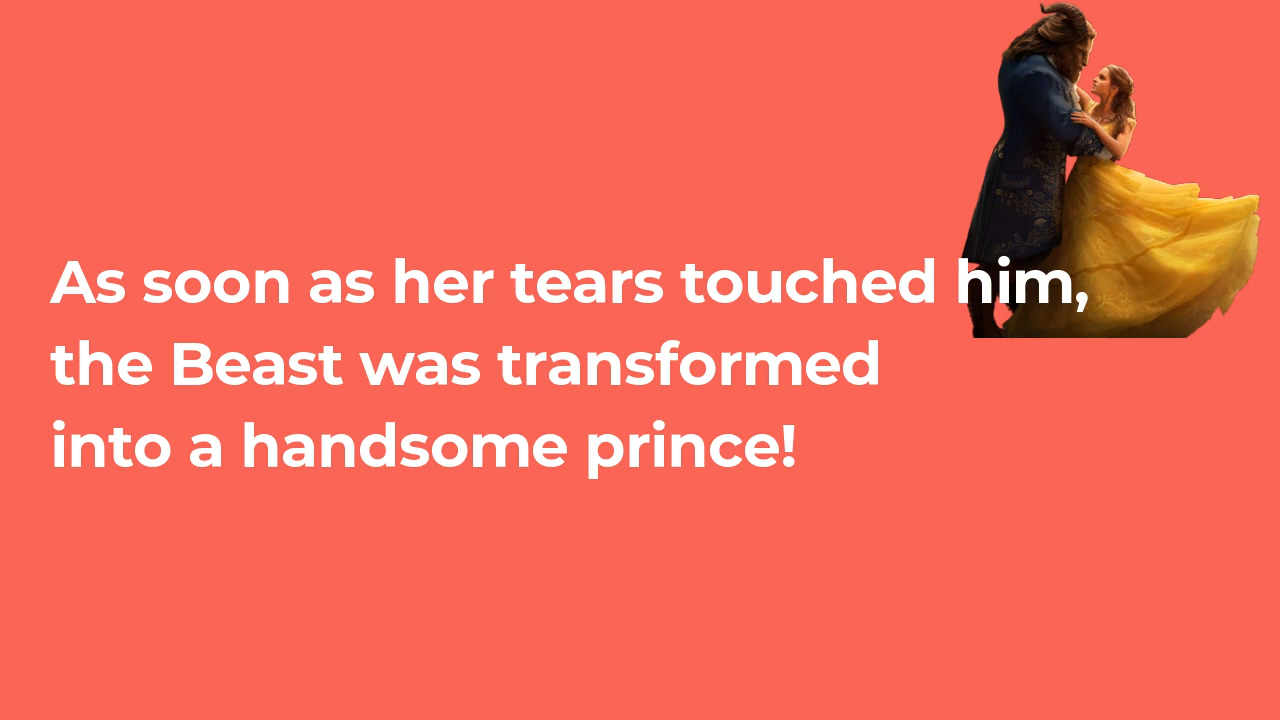 As soon as her tears touched him,
the Beast was transformed
into a handsome prince!